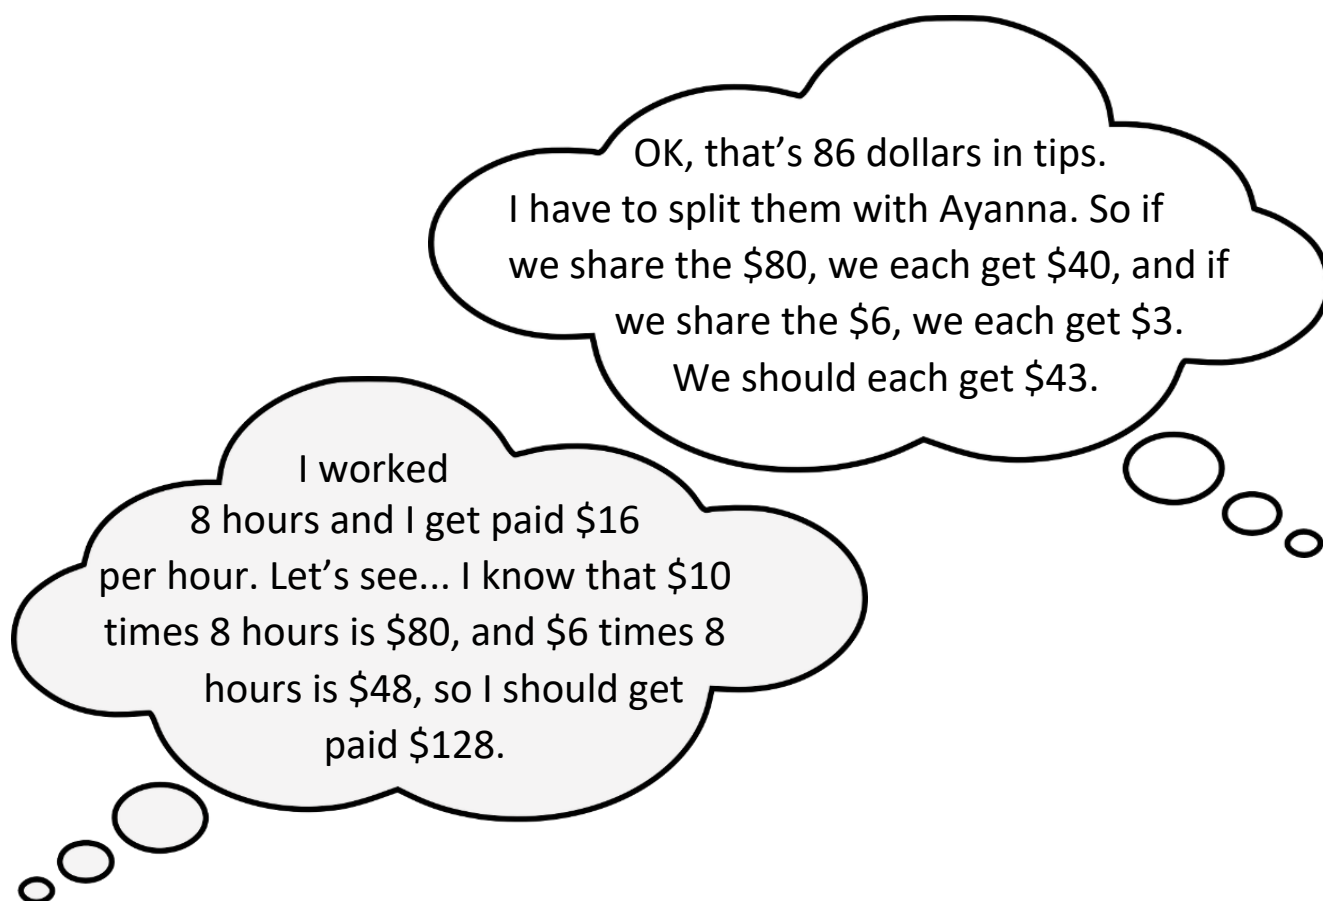 OK, that’s 86 dollars in tips.
I have to split them with Ayanna. So if
we share the $80, we each get $40, and if
we share the $6, we each get $3.
We should each get $43.
I worked
8 hours and I get paid $16
per hour. Let’s see... I know that $10
times 8 hours is $80, and $6 times 8
hours is $48, so I should get
paid $128.